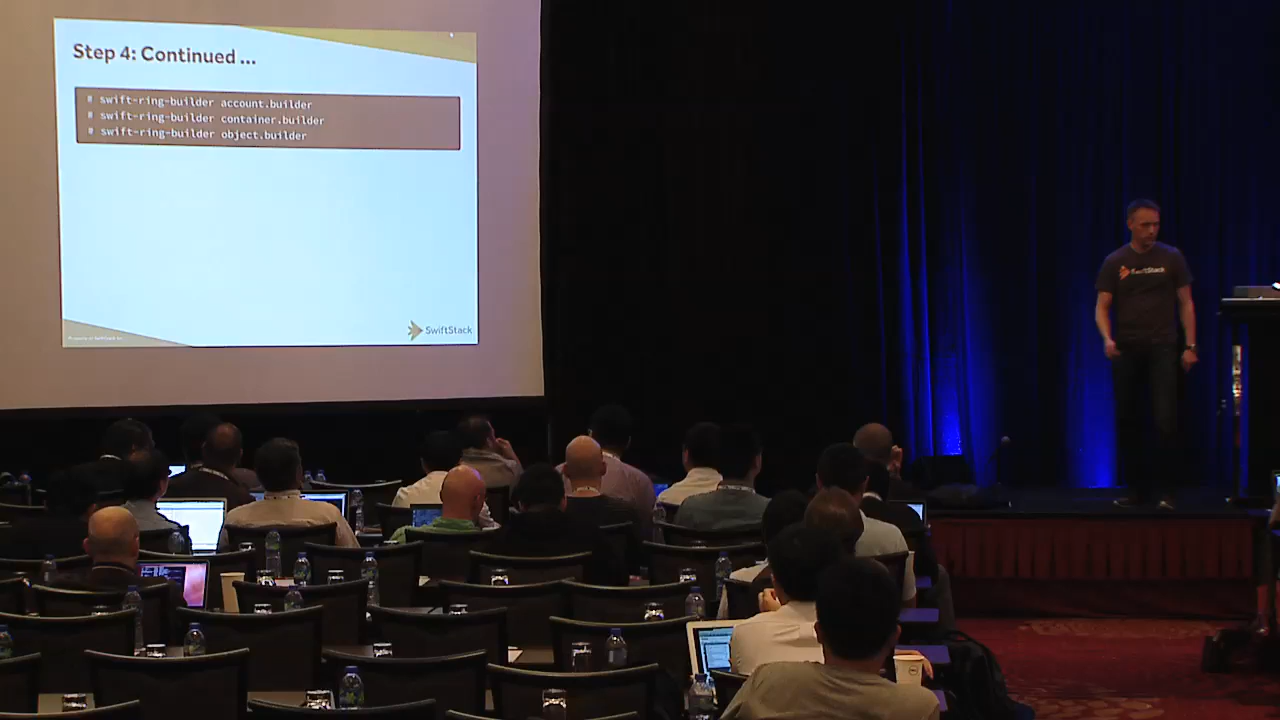 Step 4: Continued ...
# swift-ring-builder account.builder
# swift-ring-builder container.builder
# swift-ring-builder object.builder
SwiftStack
SwiftStack